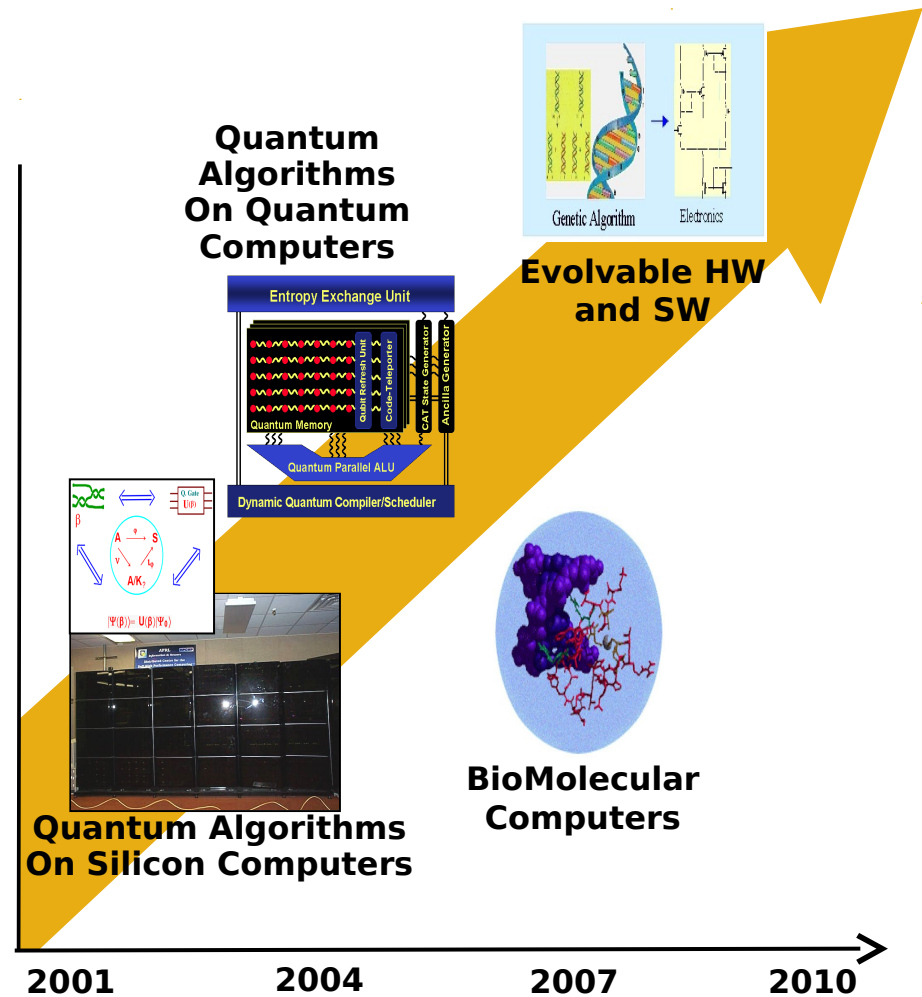 Genetic Algorithm
Electronics
Evolvable HW
and SW
Quantum
Algorithms
On Quantum
Computers
Entropy Exchange Unit
Qubit Refresh Unit
Code-Teleporter
CAT State Generator
Ancilla Generator
Quantum Memory
Quantum Parallel ALU
Dynamic Quantum Compiler/Scheduler
Q. Gate
U(β)
β
φ
A S
A/K
|Ψ(β)⟩= U(β)|Ψ₀⟩
AFRL
Quantum Algorithms
On Silicon Computers
BioMolecular
Computers
2001 2004 2007 2010